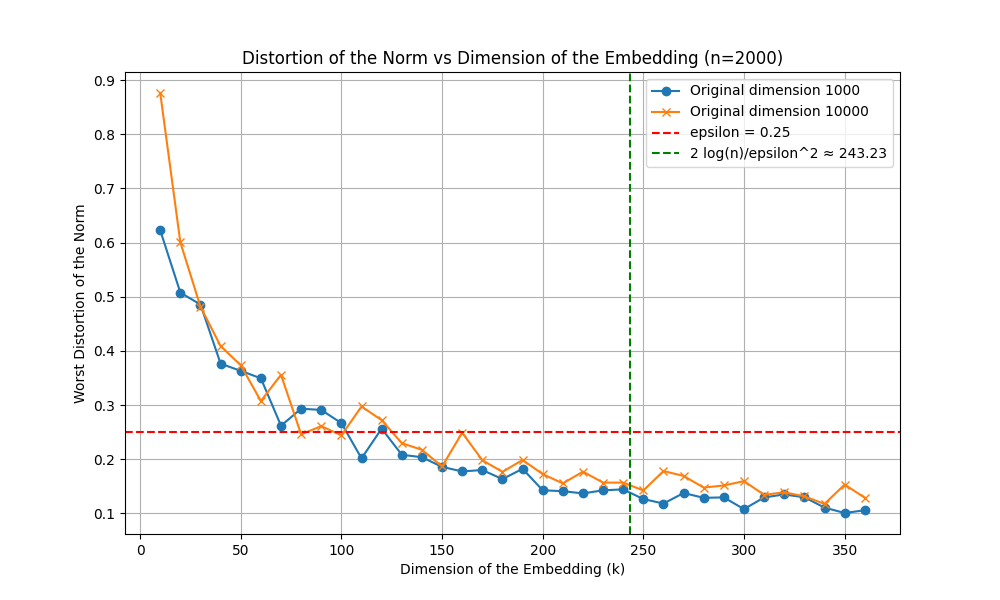 Distortion of the Norm vs Dimension of the Embedding (n=2000)
Original dimension 1000
Original dimension 10000
epsilon = 0.25
2 log(n)/epsilon^2 ≈ 243.23
Worst Distortion of the Norm
0.9
0.8
0.7
0.6
0.5
0.4
0.3
0.2
0.1
0 50 100 150 200 250 300 350
Dimension of the Embedding (k)